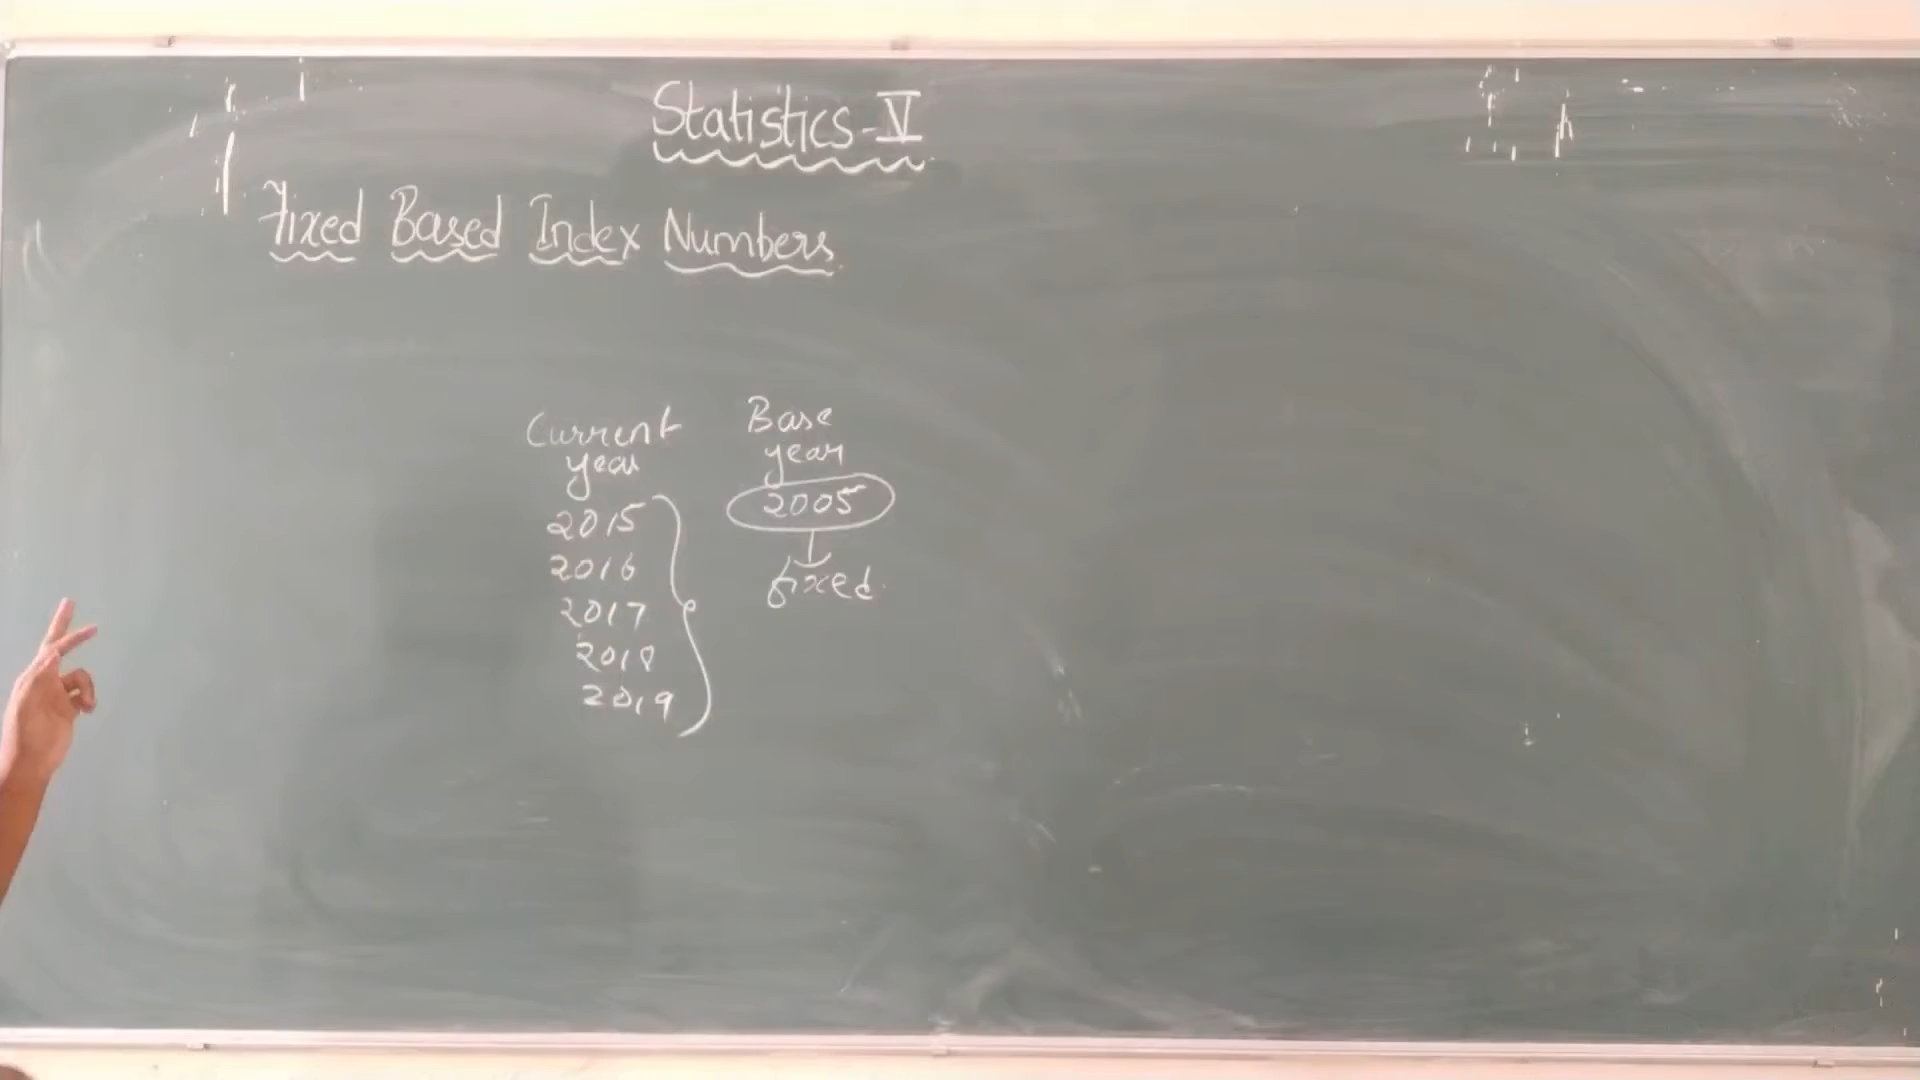 Statistics-V
Fixed Based Index Numbers
Current year
Base year
2015
2016
2017
2018
2019
2005
fixed.